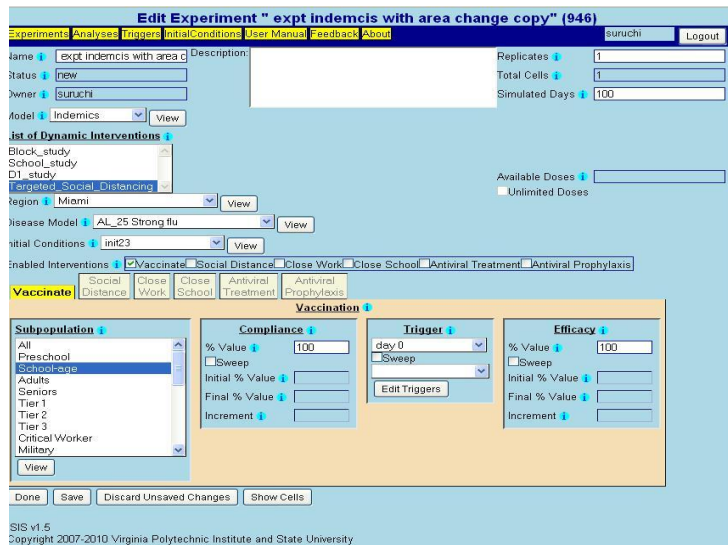 Edit Experiment " expt indemcis with area change copy" (946)
Experiments Analyses Triggers InitialConditions User Manual Feedback About
suruchi
Logout
Name i expt indemcis with area c
Description:
Replicates i 1
Status i new
Total Cells i 1
Owner i suruchi
Simulated Days i 100
Model i Indemics View
List of Dynamic Interventions i
Block_study
School_study
D1_study
Targeted_Social_Distancing
Available Doses i
Unlimited Doses
Region i Miami View
Disease Model i AL_25 Strong flu View
Initial Conditions i init23 View
Enabled Interventions i Vaccinate Social Distance Close Work Close School Antiviral Treatment Antiviral Prophylaxis
Vaccinate Social Distance Close Work Close School Antiviral Treatment Antiviral Prophylaxis
Vaccination i
Subpopulation i
All
Preschool
School-age
Adults
Seniors
Tier 1
Tier 2
Tier 3
Critical Worker
Military
View
Compliance i
% Value i 100
Sweep
Initial % Value i
Final % Value i
Increment i
Trigger i
day 0
Sweep
Edit Triggers
Efficacy i
% Value i 100
Sweep
Initial % Value i
Final % Value i
Increment i
Done Save Discard Unsaved Changes Show Cells
SIS v1.5
Copyright 2007-2010 Virginia Polytechnic Institute and State University